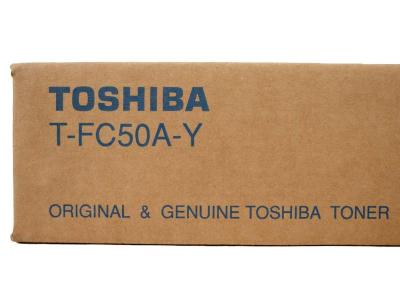 TOSHIBA
T-FC50A-Y
ORIGINAL & GENUINE TOSHIBA TONER